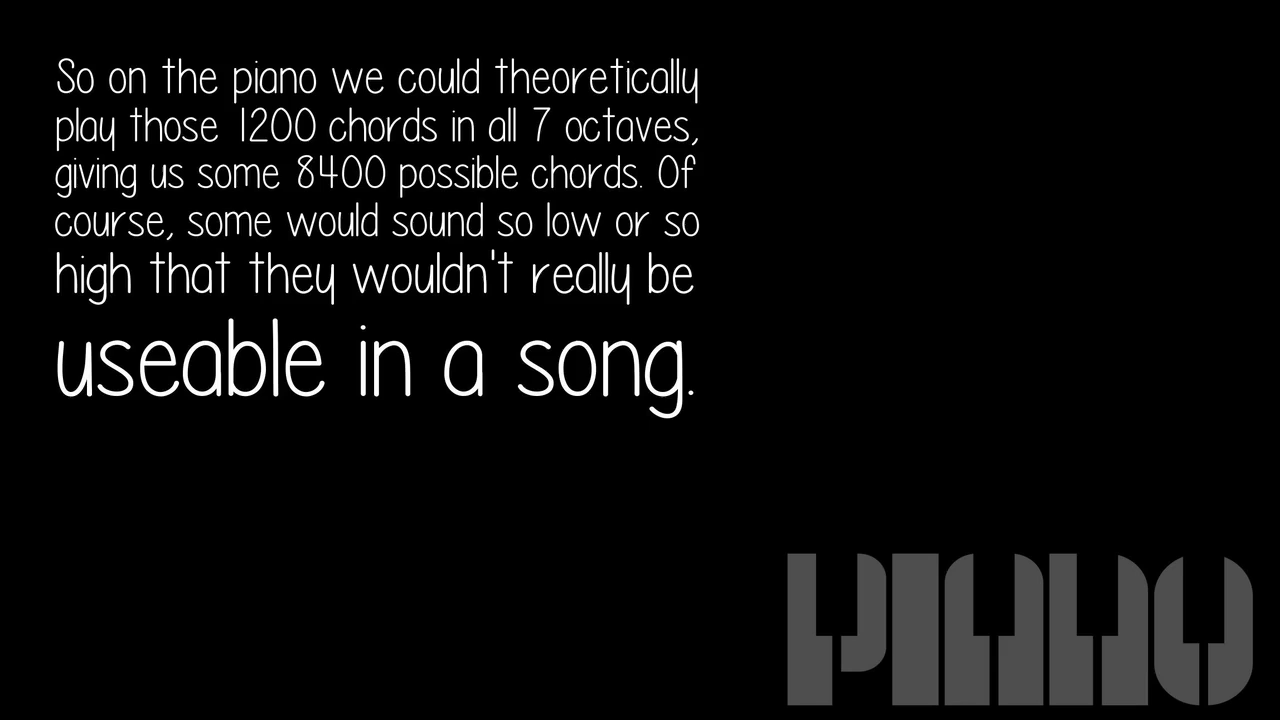 So on the piano we could theoretically
play those 1200 chords in all 7 octaves,
giving us some 8400 possible chords. Of
course, some would sound so low or so
high that they wouldn't really be
useable in a song.
PIANO